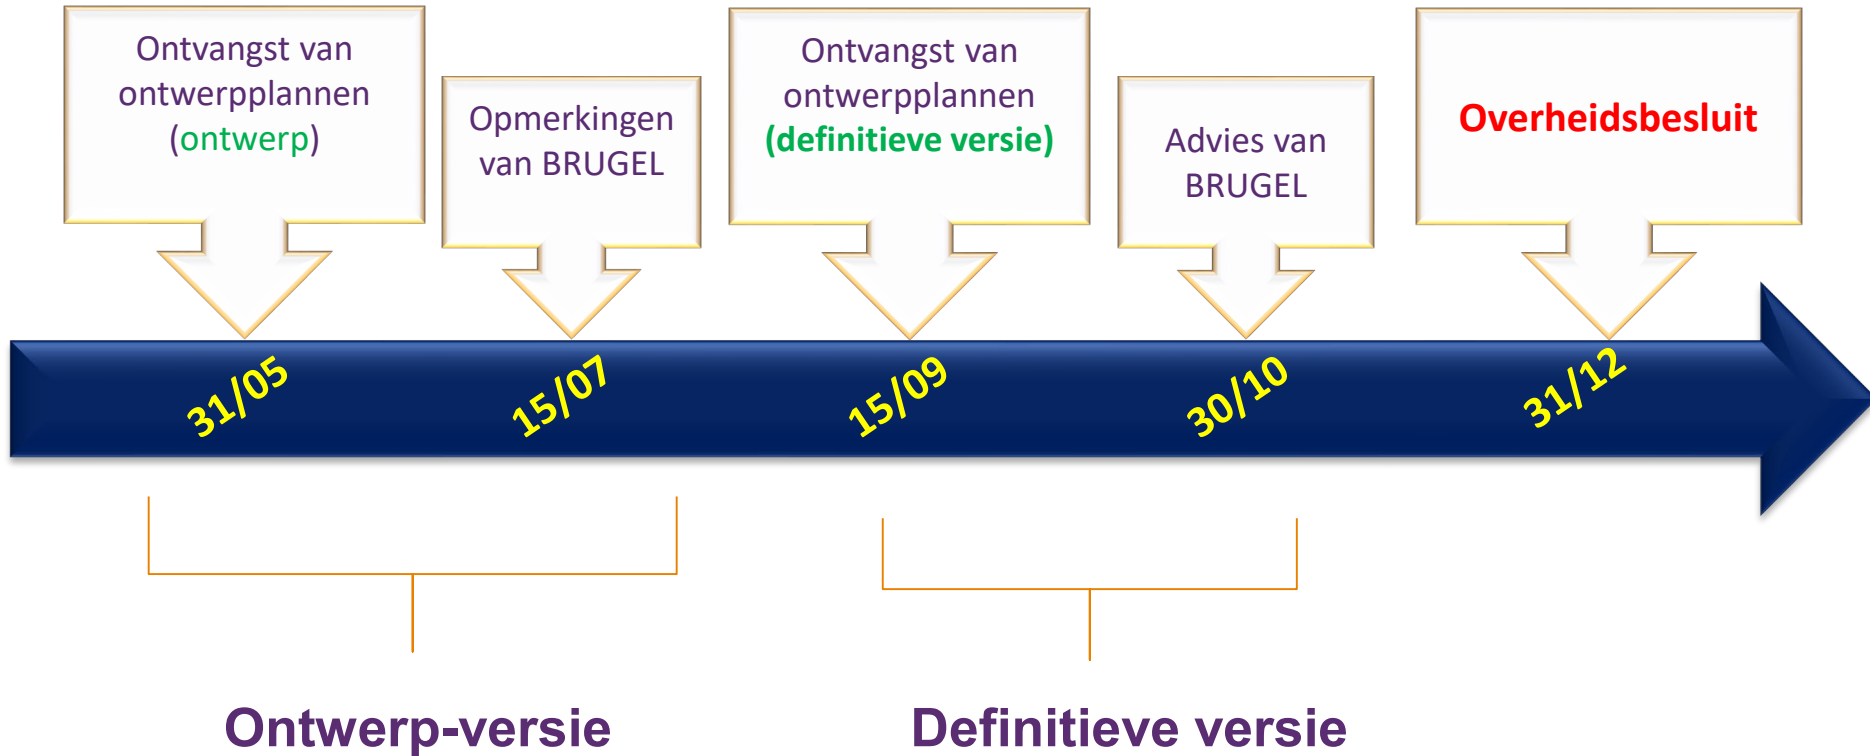 Ontvangst van
ontwerpplannen
(ontwerp)
Opmerkingen
van BRUGEL
Ontvangst van
ontwerpplannen
(definitieve versie)
Advies van
BRUGEL
Overheidsbesluit
31/05
15/07
15/09
30/10
31/12
Ontwerp-versie
Definitieve versie